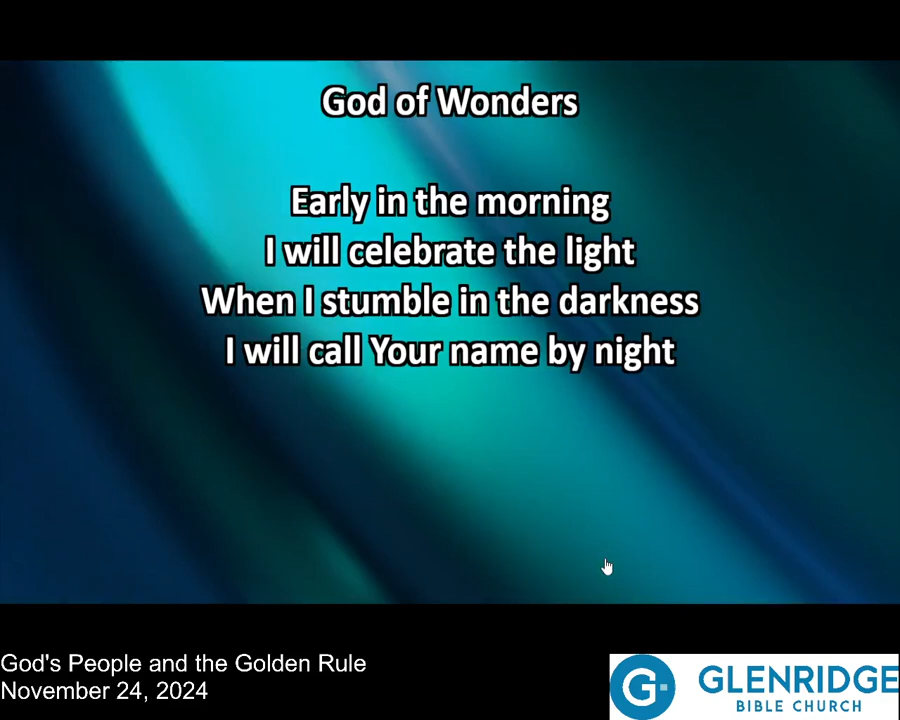 God of Wonders
Early in the morning
I will celebrate the light
When I stumble in the darkness
I will call Your name by night
God's People and the Golden Rule
November 24, 2024
G
GLENRIDGE
BIBLE CHURCH